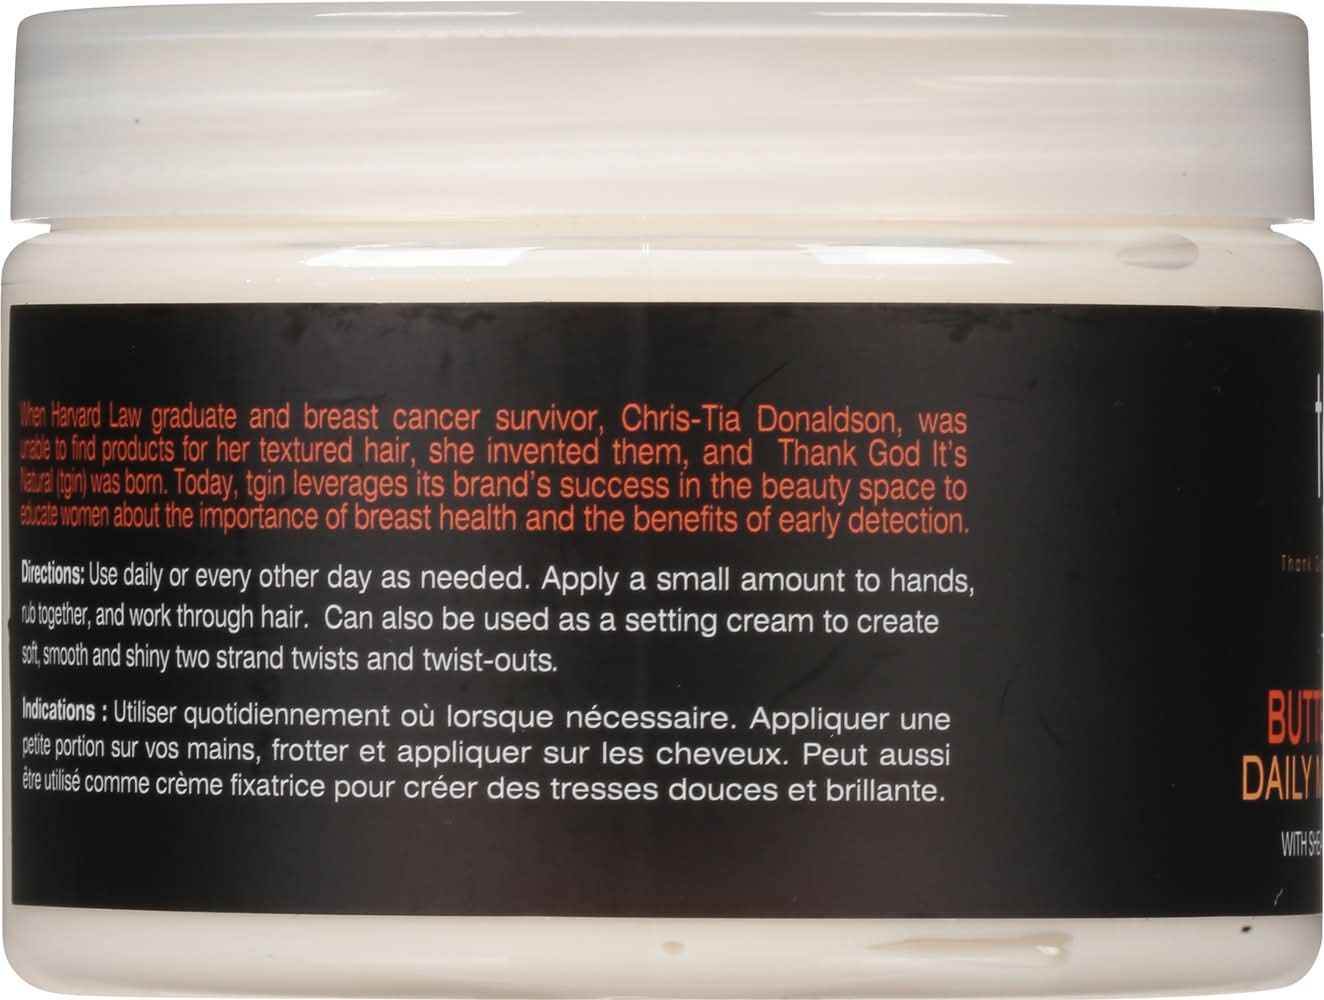 When Harvard Law graduate and breast cancer survivor, Chris-Tia Donaldson, was
unable to find products for her textured hair, she invented them, and Thank God It's
Natural (tgin) was born. Today, tgin leverages its brand's success in the beauty space to
educate women about the importance of breast health and the benefits of early detection.
Directions: Use daily or every other day as needed. Apply a small amount to hands,
rub together, and work through hair. Can also be used as a setting cream to create
soft, smooth and shiny two strand twists and twist-outs.
Indications : Utiliser quotidiennement où lorsque nécessaire. Appliquer une
petite portion sur vos mains, frotter et appliquer sur les cheveux. Peut aussi
être utilisé comme crème fixatrice pour créer des tresses douces et brillante.
Thank
DAILY
WITH